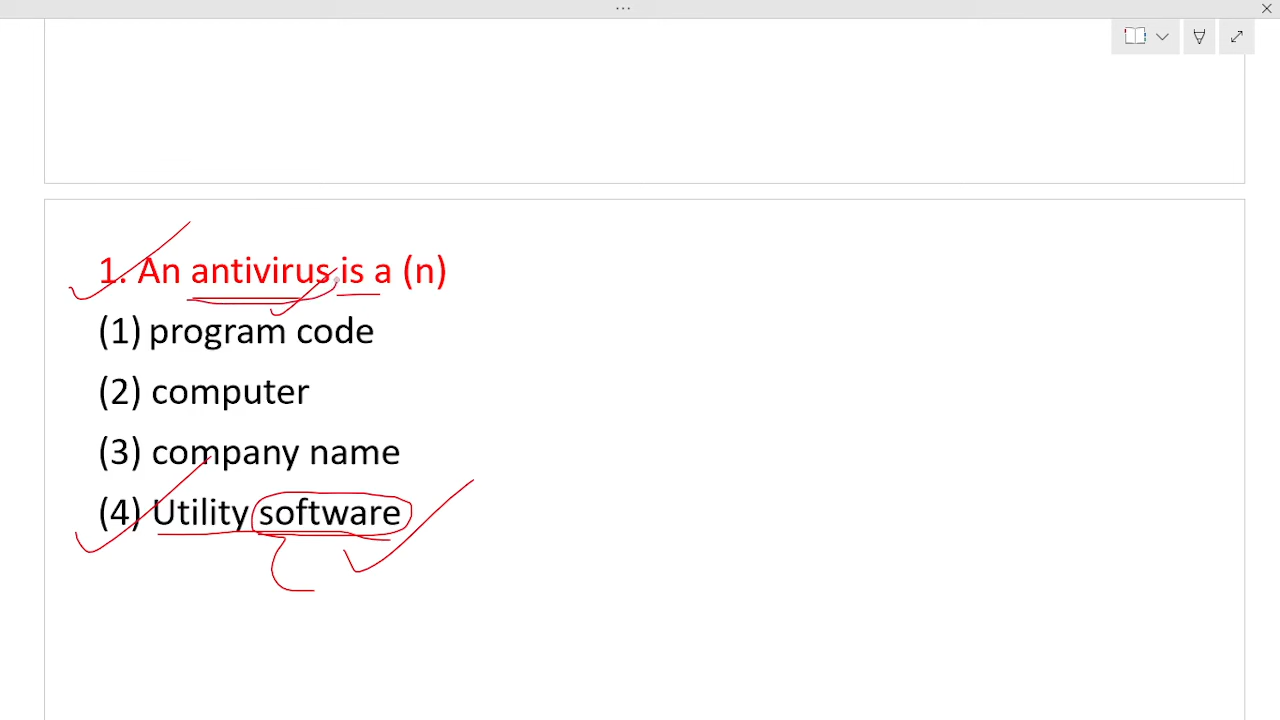 1. An antivirus is a (n)
(1) program code
(2) computer
(3) company name
(4) Utility software